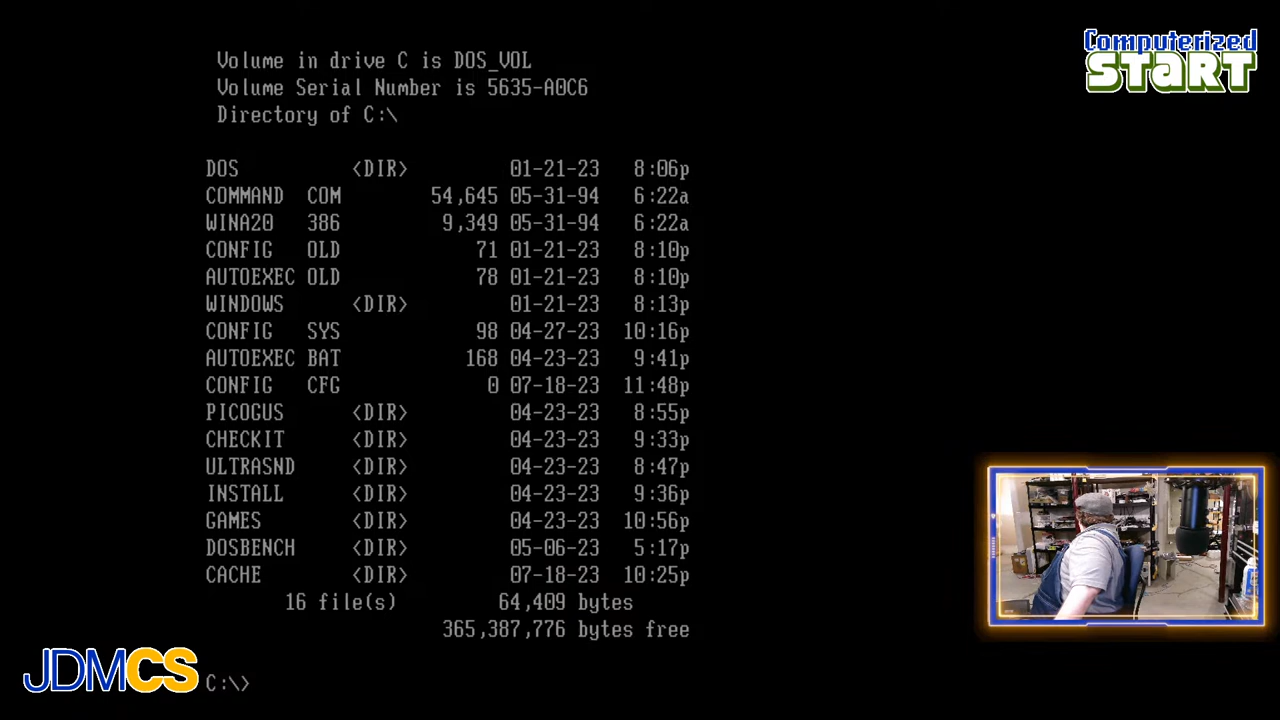 Volume in drive C is DOS_VOL
Volume Serial Number is 5635-A0C6
Directory of C:\
DOS <DIR> 01-21-23 8:06p
COMMAND COM 54,645 05-31-94 6:22a
WINA20 386 9,349 05-31-94 6:22a
CONFIG OLD 71 01-21-23 8:10p
AUTOEXEC OLD 78 01-21-23 8:10p
WINDOWS <DIR> 01-21-23 8:13p
CONFIG SYS 98 04-27-23 10:16p
AUTOEXEC BAT 168 04-23-23 9:41p
CONFIG CFG 0 07-18-23 11:48p
PICOGUS <DIR> 04-23-23 8:55p
CHECKIT <DIR> 04-23-23 9:33p
ULTRASND <DIR> 04-23-23 8:47p
INSTALL <DIR> 04-23-23 9:36p
GAMES <DIR> 04-23-23 10:56p
DOSBENCH <DIR> 05-06-23 5:17p
CACHE <DIR> 07-18-23 10:25p
16 file(s) 64,409 bytes
365,387,776 bytes free
C:\>
Computerized
START
JDMCS